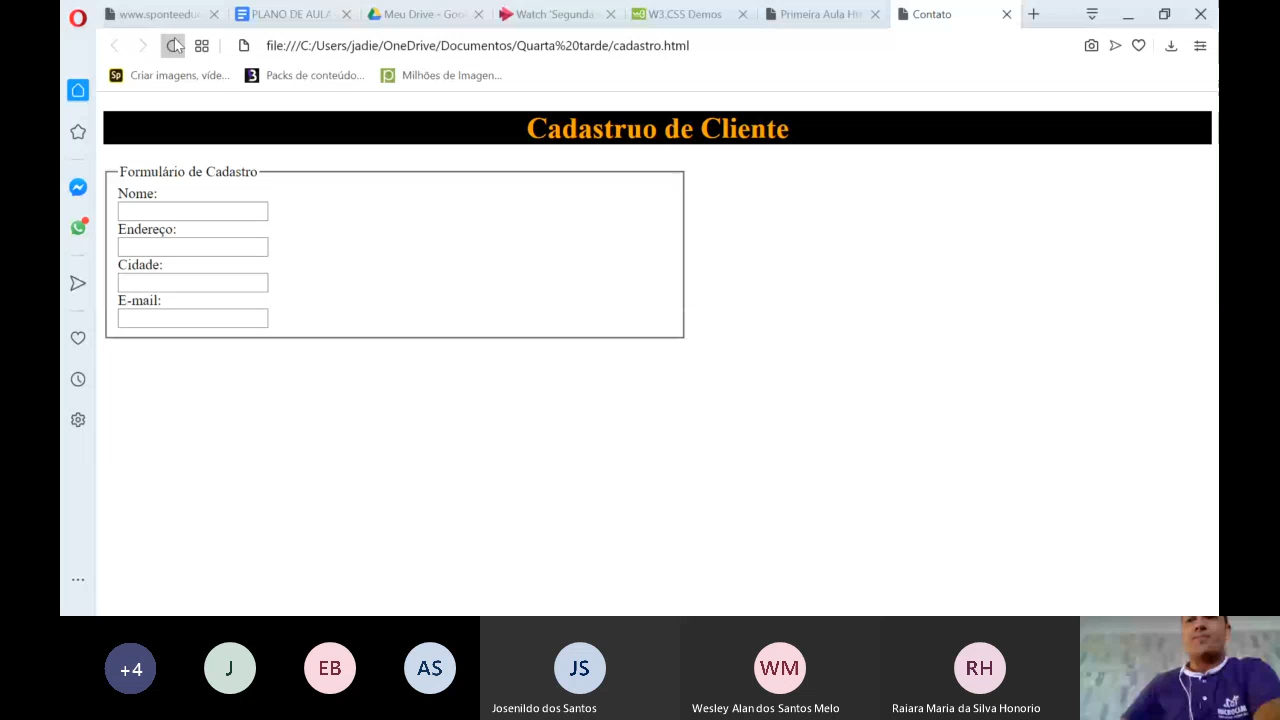 www.sponteedu
PLANO DE AULA
Meu Drive - Goo
Watch 'Segunda
W3.CSS Demos
Primeira Aula Htm
Contato
file:///C:/Users/jadie/OneDrive/Documentos/Quarta%20tarde/cadastro.html
Sp
Criar imagens, víde...
Packs de conteúdo...
Milhões de Imagen...
Cadastruo de Cliente
Formulário de Cadastro
Nome:
Endereço:
Cidade:
E-mail:
+4
J
EB
AS
JS
WM
RH
Josenildo dos Santos
Wesley Alan dos Santos Melo
Raiara Maria da Silva Honorio